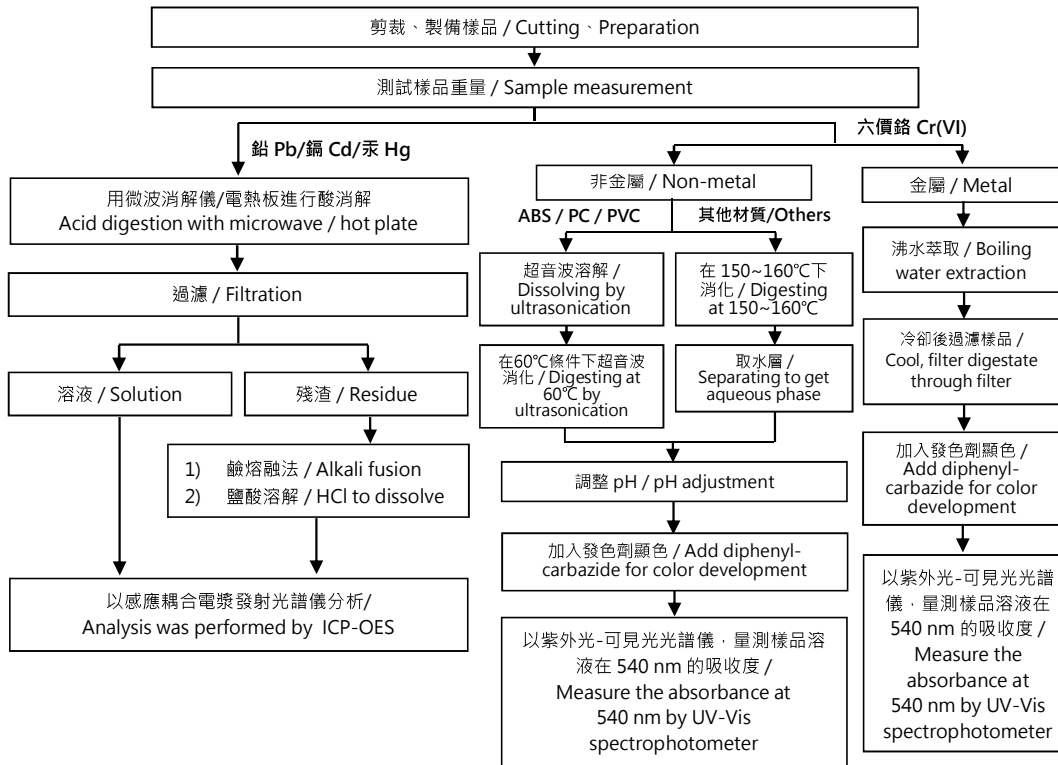 剪裁、製備樣品 / Cutting、Preparation
測試樣品重量 / Sample measurement
鉛 Pb/鎘 Cd/汞 Hg
六價鉻 Cr(VI)
用微波消解儀/電熱板進行酸消解
Acid digestion with microwave / hot plate
過濾 / Filtration
溶液 / Solution
殘渣 / Residue
1) 鹼熔融法 / Alkali fusion
2) 鹽酸溶解 / HCl to dissolve
以感應耦合電漿發射光譜儀分析/
Analysis was performed by ICP-OES
非金屬 / Non-metal
ABS / PC / PVC
其他材質/Others
超音波溶解 /
Dissolving by
ultrasonication
在 150~160℃下
消化 / Digesting
at 150~160℃
在60℃條件下超音波
消化 / Digesting at
60℃ by
ultrasonication
取水層 /
Separating to get
aqueous phase
調整 pH / pH adjustment
加入發色劑顯色 / Add diphenyl-
carbazide for color development
以紫外光-可見光光譜儀﹐量測樣品溶
液在 540 nm 的吸收度 /
Measure the absorbance at
540 nm by UV-Vis
spectrophotometer
金屬 / Metal
沸水萃取 / Boiling
water extraction
冷卻後過濾樣品 /
Cool, filter digestate
through filter
加入發色劑顯色 /
Add diphenyl-
carbazide for color
development
以紫外光-可見光光譜
儀﹐量測樣品溶液在
540 nm 的吸收度 /
Measure the
absorbance at
540 nm by UV-Vis
spectrophotometer